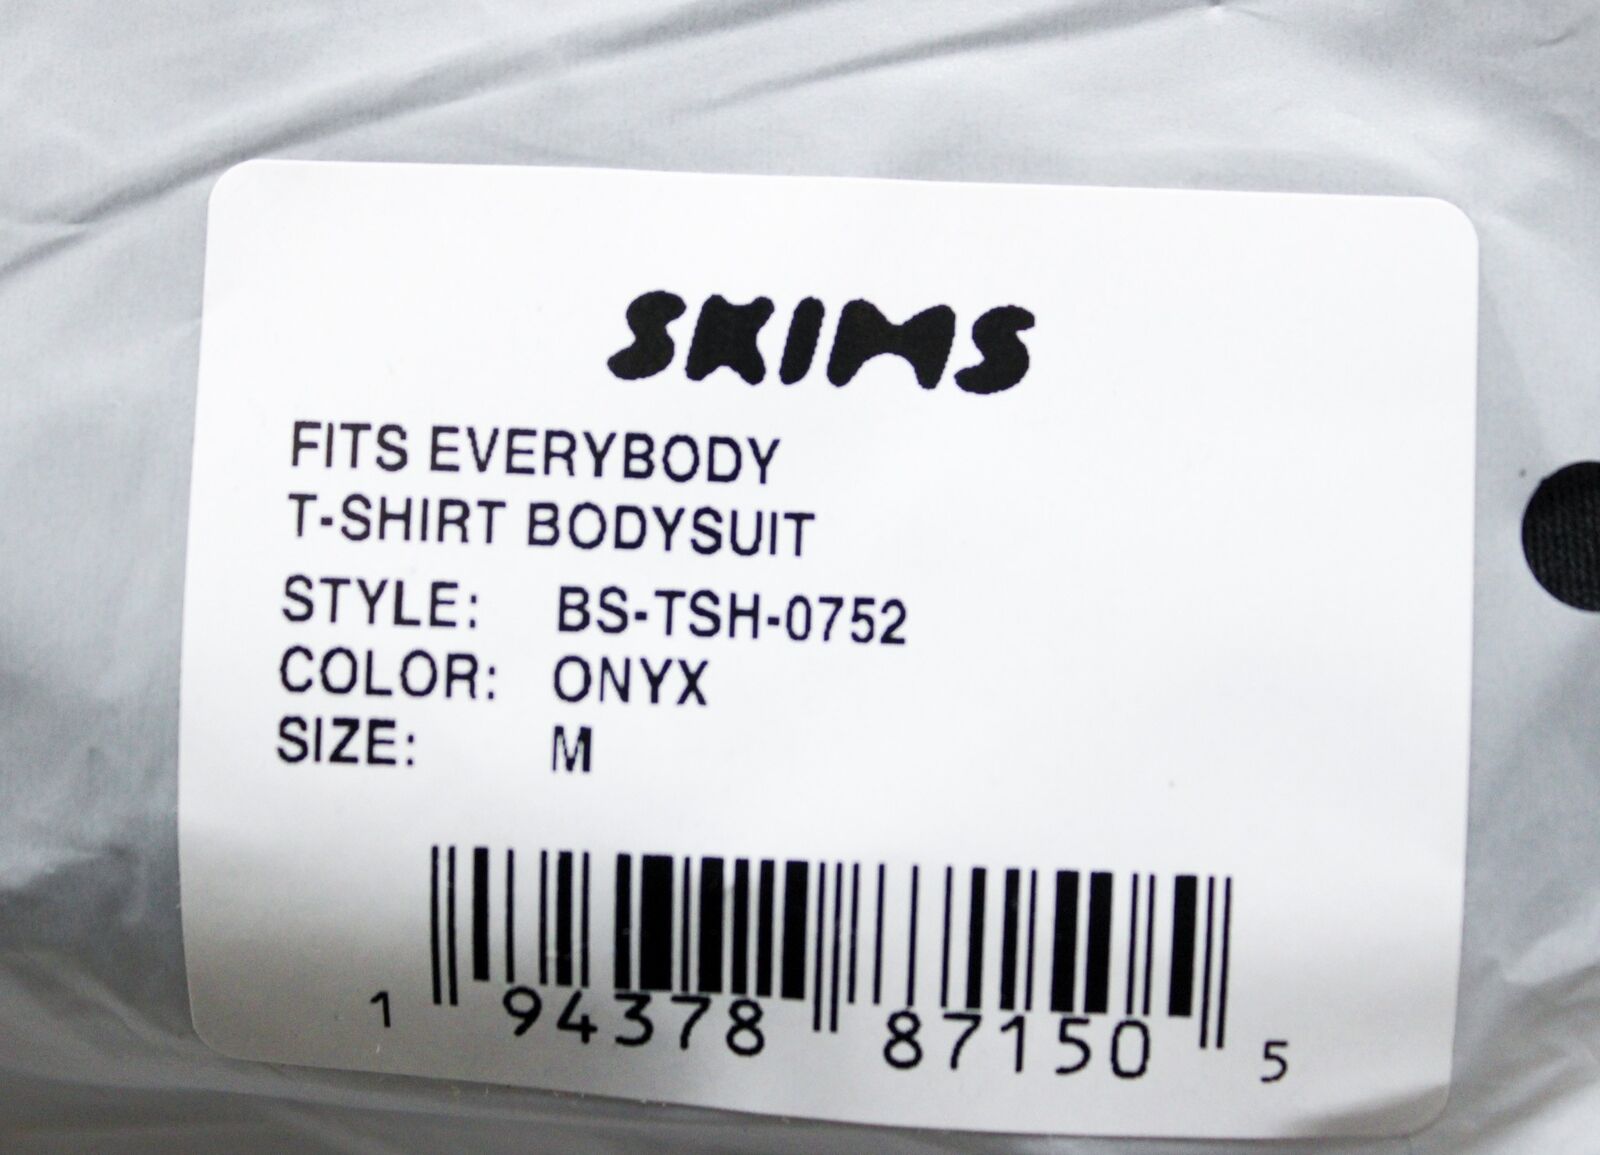 SKIMS
FITS EVERYBODY
T-SHIRT BODYSUIT
STYLE: BS-TSH-0752
COLOR: ONYX
SIZE: M
1 94378 87150 5